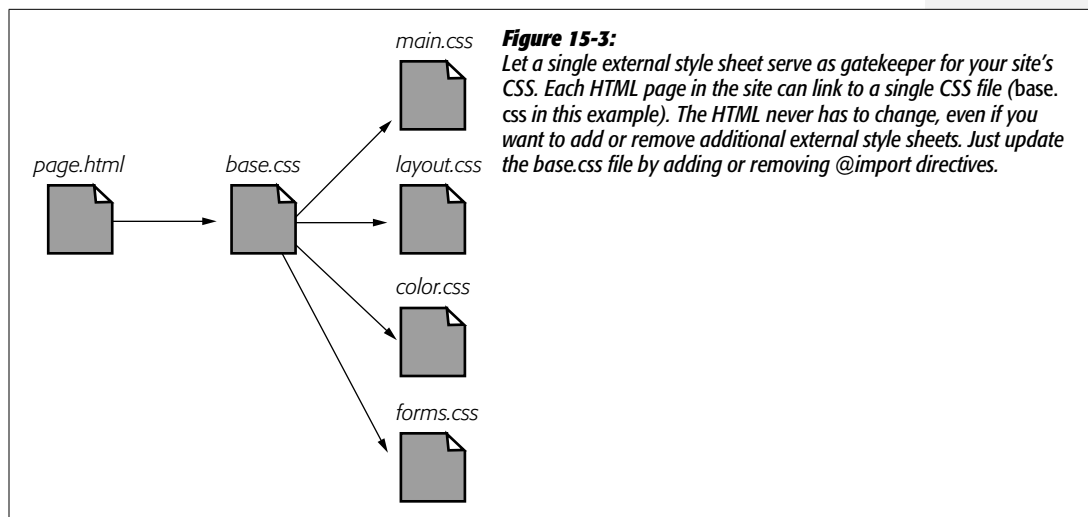 main.css
Figure 15-3:
Let a single external style sheet serve as gatekeeper for your site's
CSS. Each HTML page in the site can link to a single CSS file (base.
css in this example). The HTML never has to change, even if you
want to add or remove additional external style sheets. Just update
the base.css file by adding or removing @import directives.
page.html
base.css
layout.css
color.css
forms.css